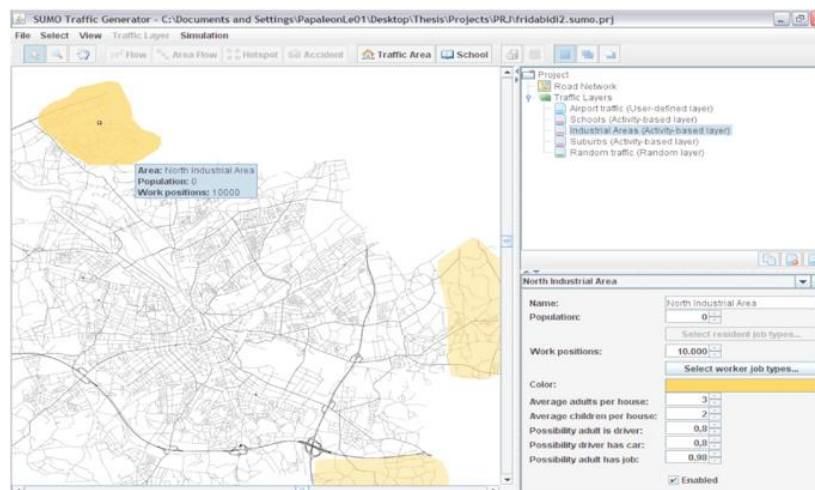 SUMO Traffic Generator - C:\Documents and Settings\PapaleonLe01\Desktop\Thesis\Projects\PRJ\fridabidi2.sumo.prj
File Select View Traffic Layer Simulation
Flow Area Flow Hotspot Accident Traffic Area School
Area: North Industrial Area
Population: 0
Work positions: 10000
Project
Road Network
Traffic Layers
Airport traffic (User-defined layer)
Schools (Activity-based layer)
Industrial Areas (Activity-based layer)
Suburbs (Activity-based layer)
Random traffic (Random layer)
North Industrial Area
Name: North Industrial Area
Population: 0
Select resident job types...
Work positions: 10.000
Select worker job types...
Color:
Average adults per house: 3
Average children per house: 2
Possibility adult is driver: 0,8
Possibility driver has car: 0,8
Possibility adult has job: 0,98
Enabled